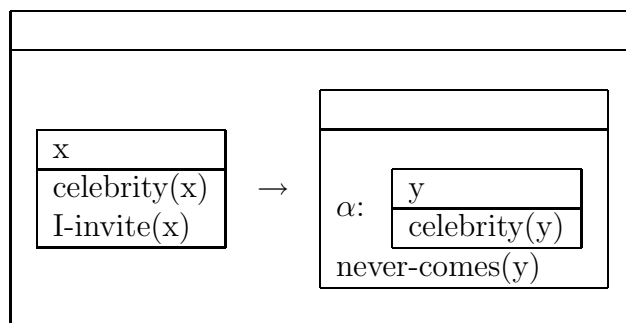 x
celebrity(x)
I-invite(x)
→
α:
y
celebrity(y)
never-comes(y)